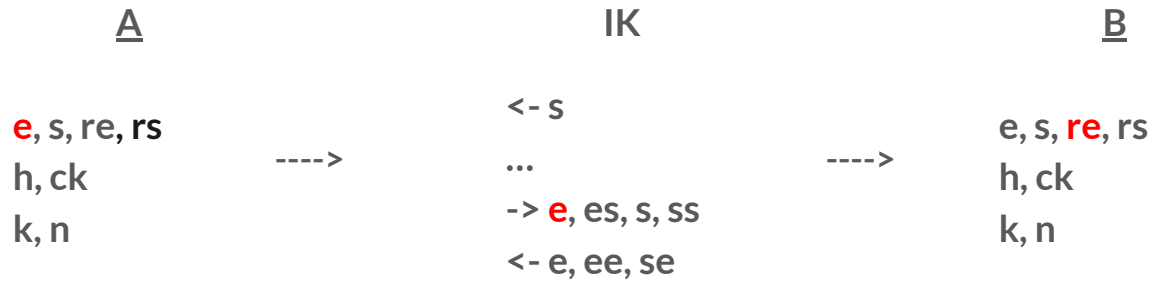 A IK B
<- s
e, s, re, rs
e, s, re, rs
----> ... ---->
h, ck
h, ck
-> e, es, s, ss
k, n
k, n
<- e, ee, se